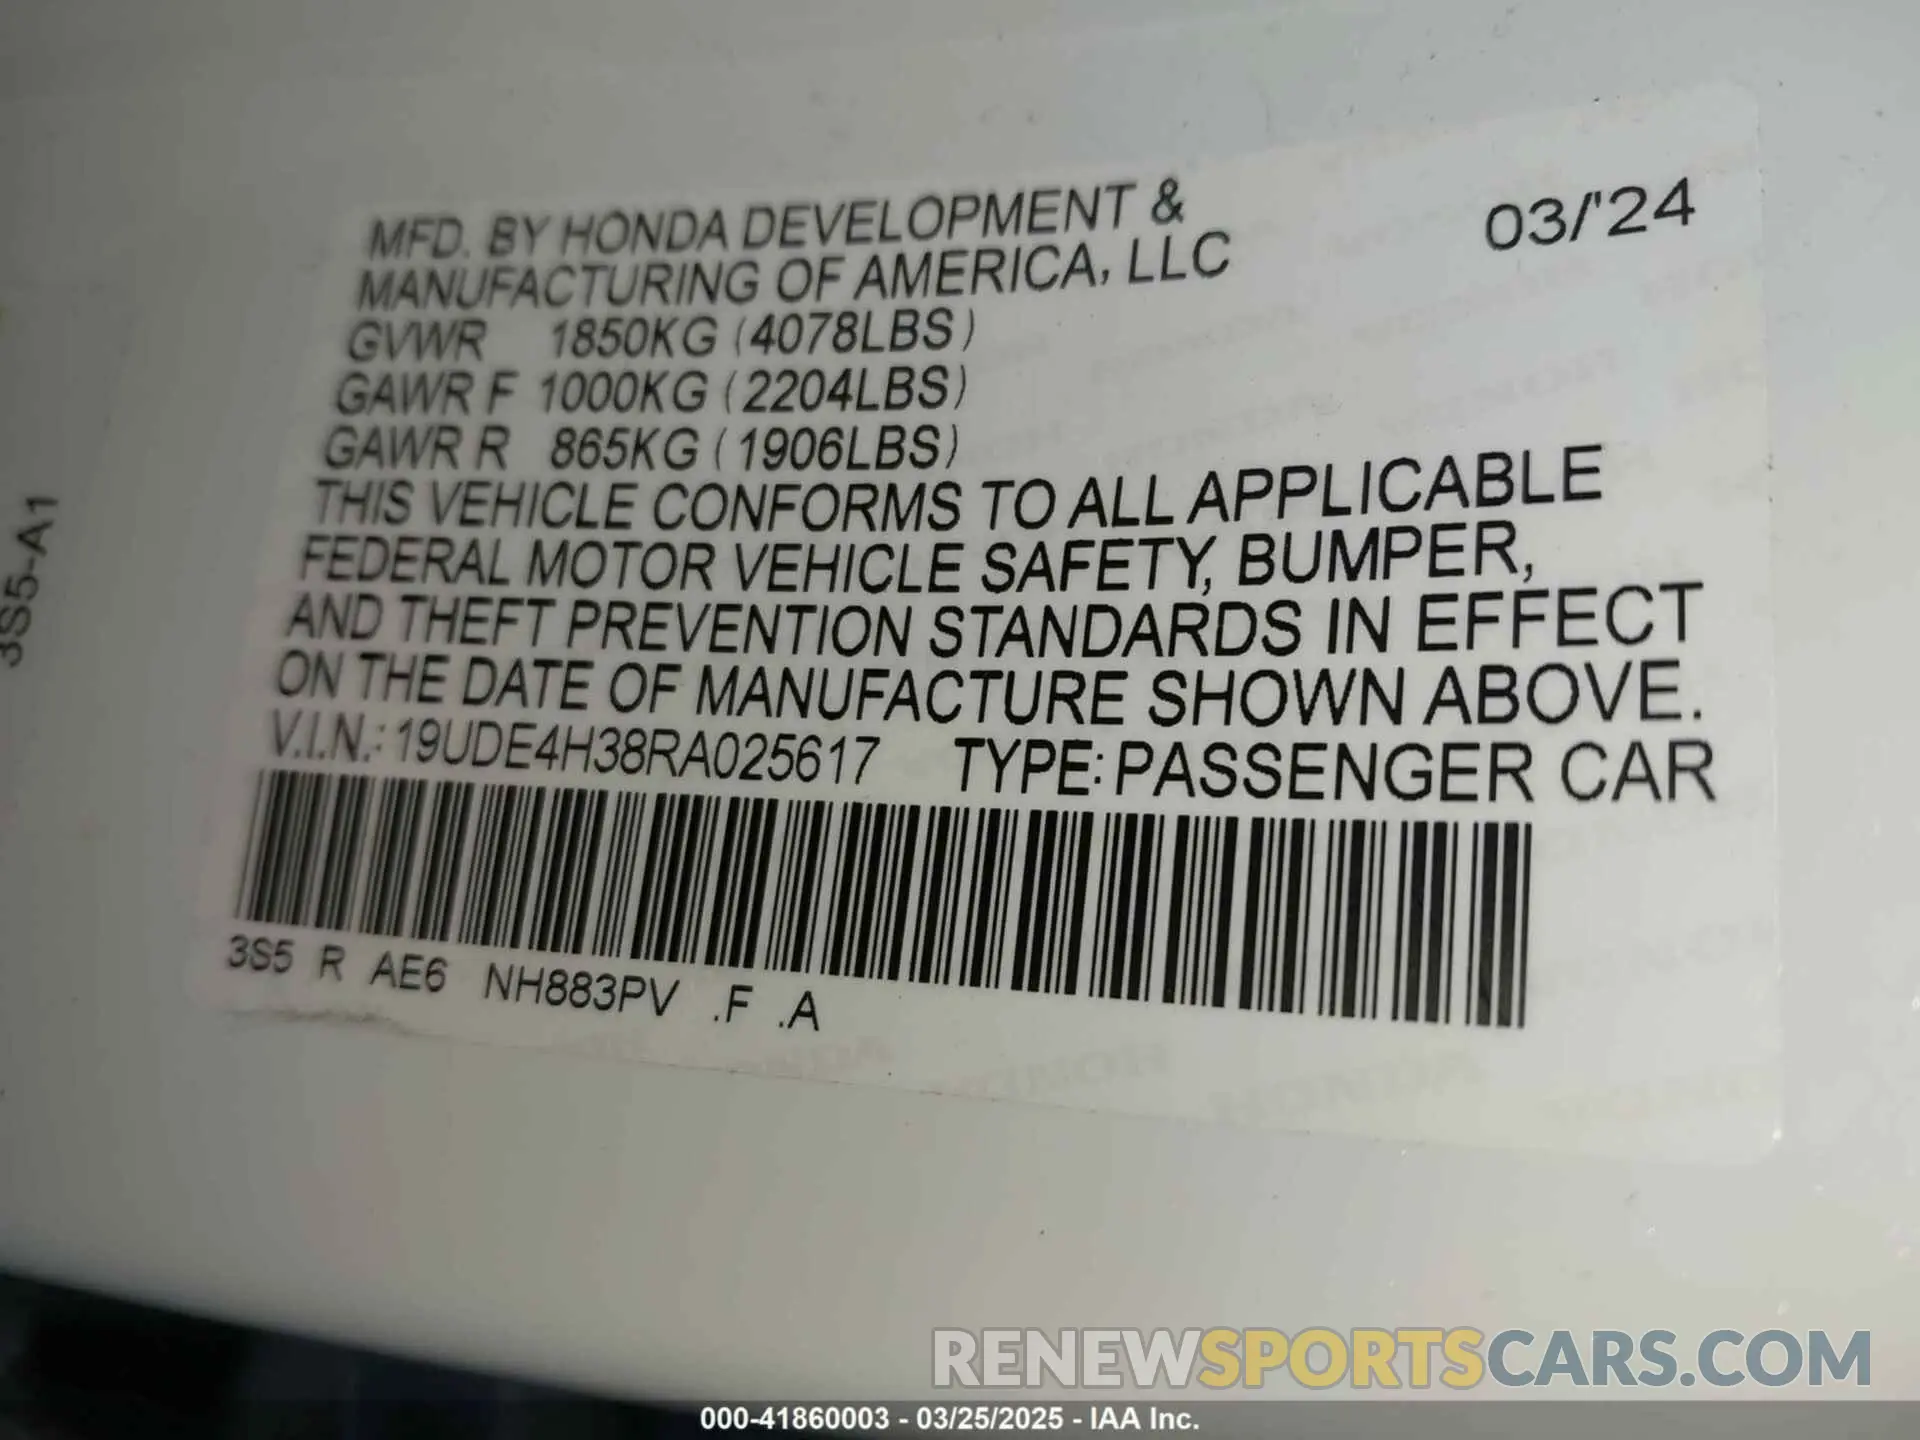 MFD. BY HONDA DEVELOPMENT &
MANUFACTURING OF AMERICA, LLC
03/'24
GVWR 1850KG (4078LBS)
GAWR F 1000KG (2204LBS)
GAWR R 865KG (1906LBS)
THIS VEHICLE CONFORMS TO ALL APPLICABLE
FEDERAL MOTOR VEHICLE SAFETY, BUMPER,
AND THEFT PREVENTION STANDARDS IN EFFECT
ON THE DATE OF MANUFACTURE SHOWN ABOVE.
V.I.N.: 19UDE4H38RA025617 TYPE: PASSENGER CAR
3S5 R AE6 NH883PV .F .A
3S5-A1
RENEWSPORTSCARS.COM
000-41860003 - 03/25/2025 - IAA Inc.